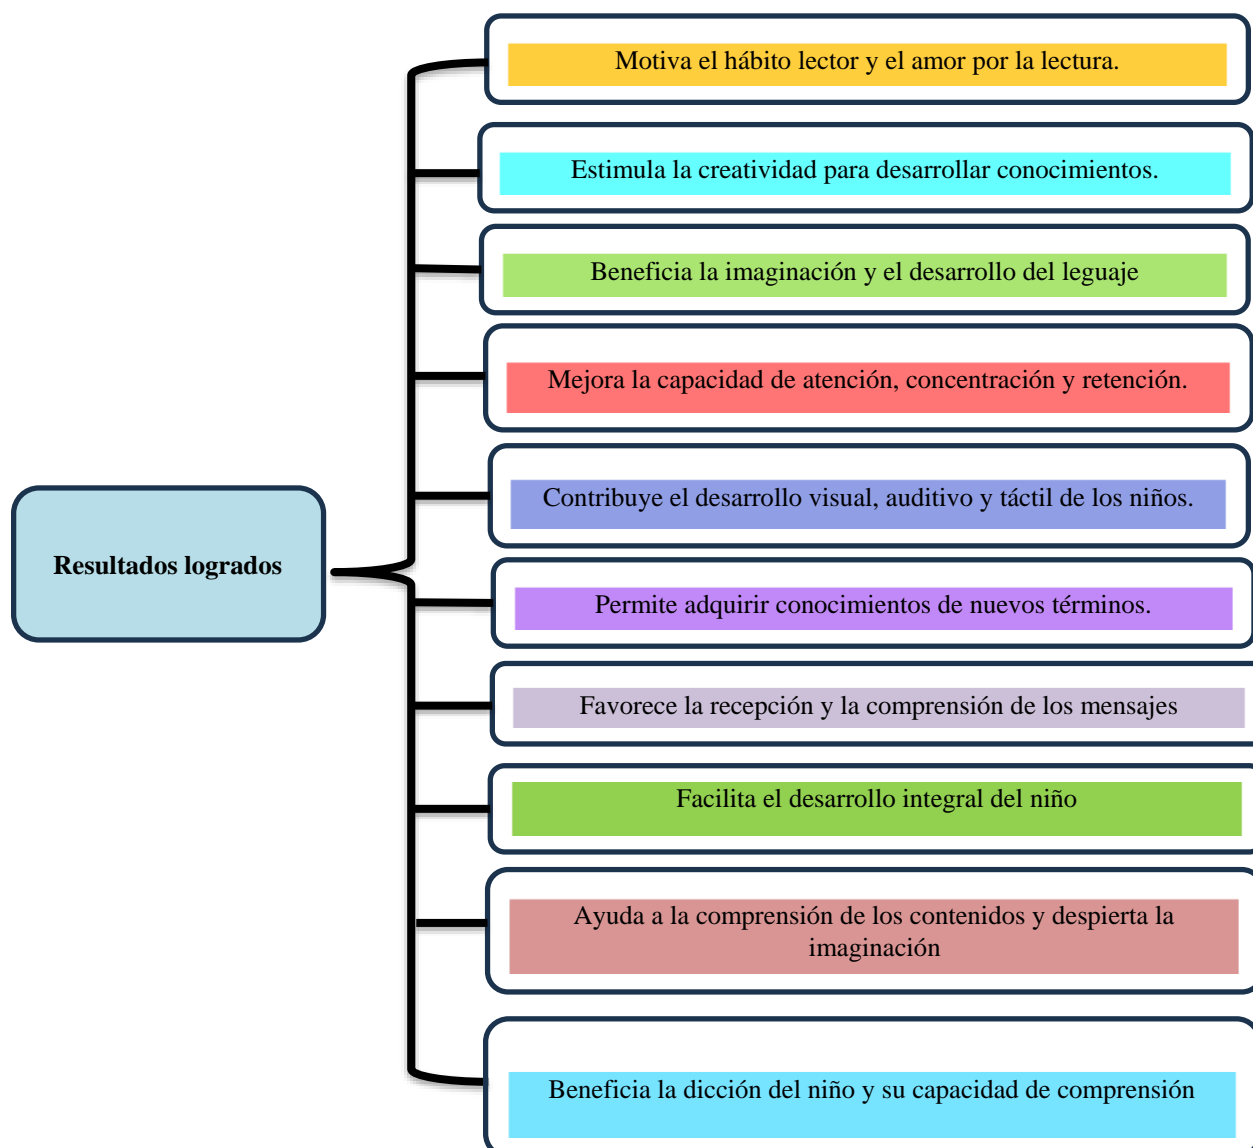 Motiva el hábito lector y el amor por la lectura.
Estimula la creatividad para desarrollar conocimientos.
Beneficia la imaginación y el desarrollo del leguaje
Mejora la capacidad de atención, concentración y retención.
Contribuye el desarrollo visual, auditivo y táctil de los niños.
Resultados logrados
Permite adquirir conocimientos de nuevos términos.
Favorece la recepción y la comprensión de los mensajes
Facilita el desarrollo integral del niño
Ayuda a la comprensión de los contenidos y despierta la
imaginación
Beneficia la dicción del niño y su capacidad de comprensión